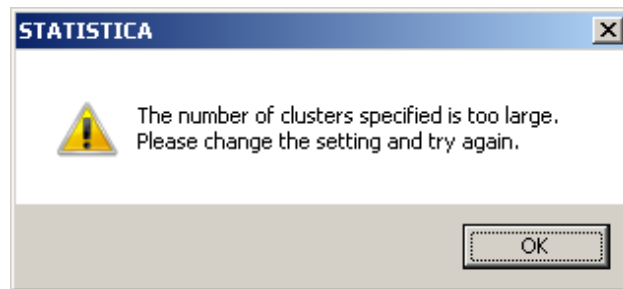 STATISTICA
The number of clusters specified is too large.
Please change the setting and try again.
OK